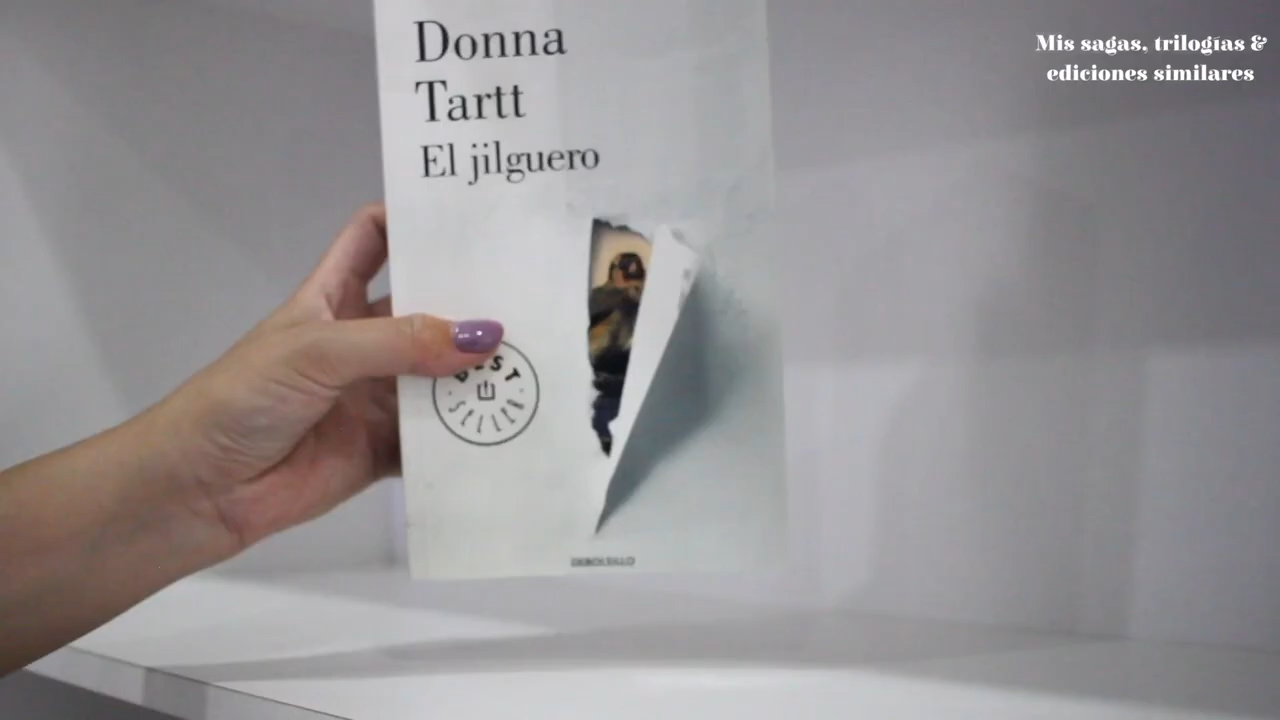 Donna
Tartt
El jilguero
BEST
SELLER
DEBOLSILLO
Mis sagas, trilogías &
ediciones similares